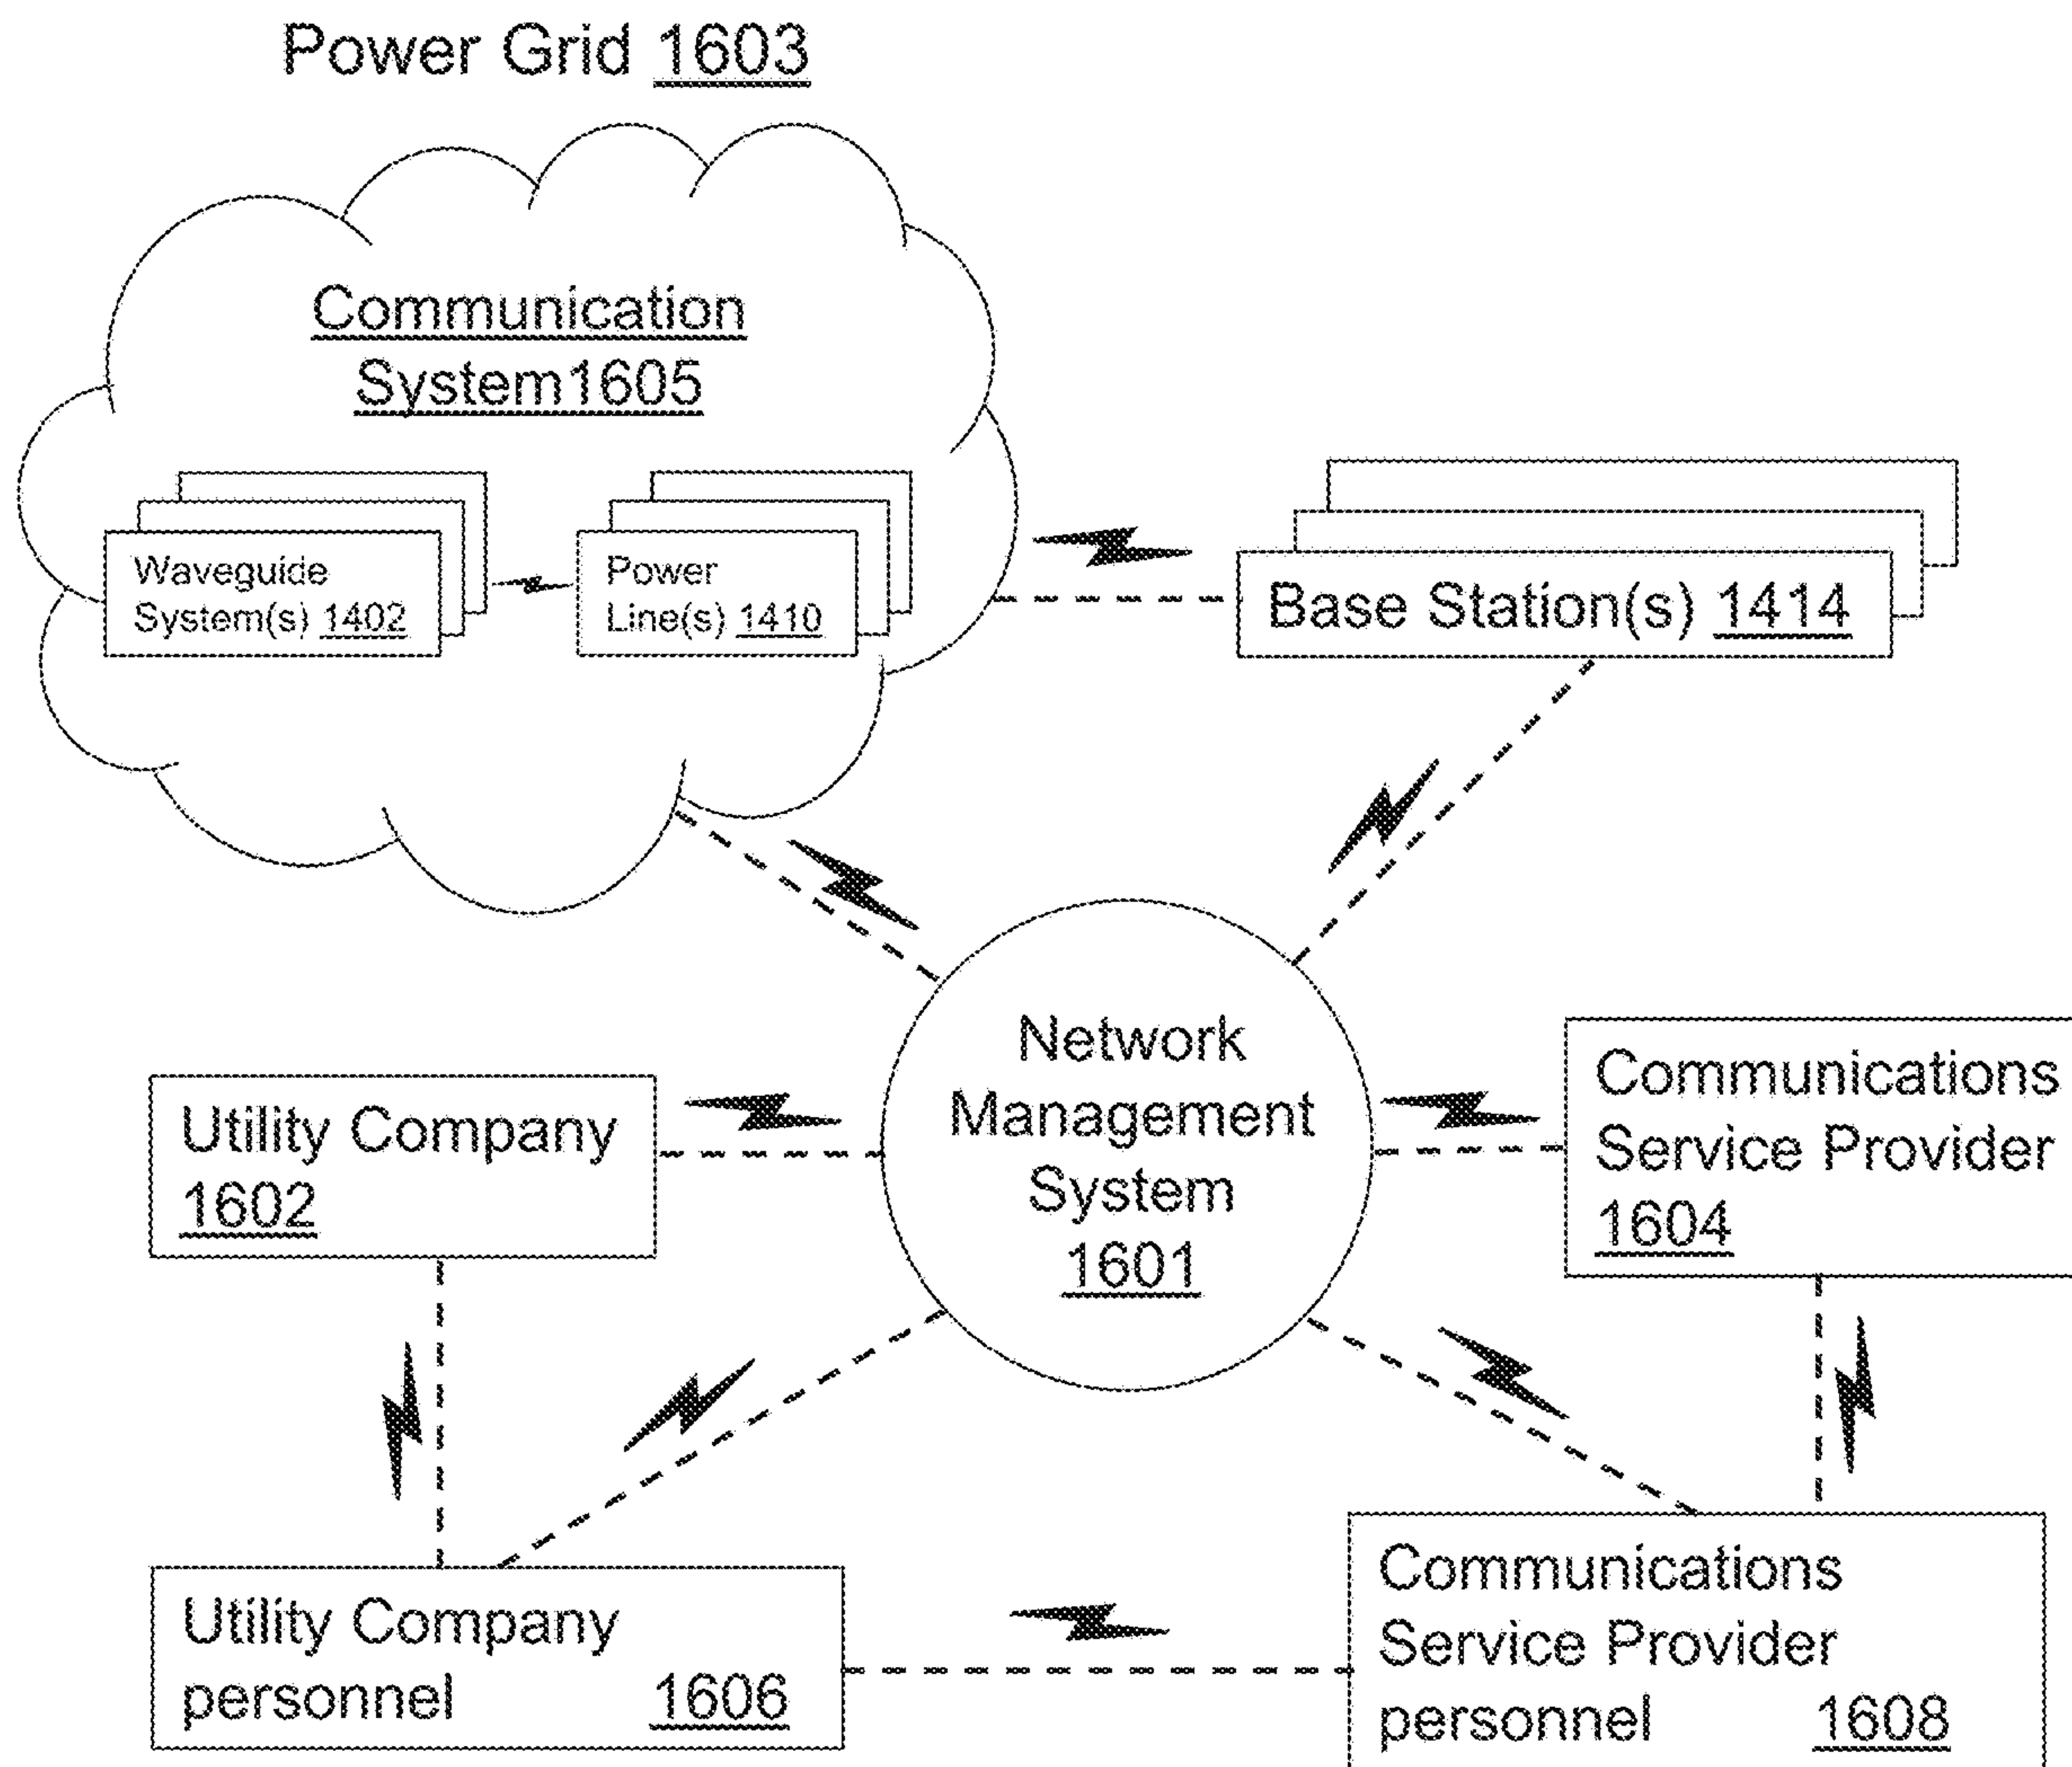 Power Grid 1603
Communication
System1605
Waveguide
System(s) 1402
Power
Line(s) 1410
Base Station(s) 1414
Network
Management
System
1601
Utility Company
1602
Communications
Service Provider
1604
Utility Company
personnel 1606
Communications
Service Provider
personnel 1608